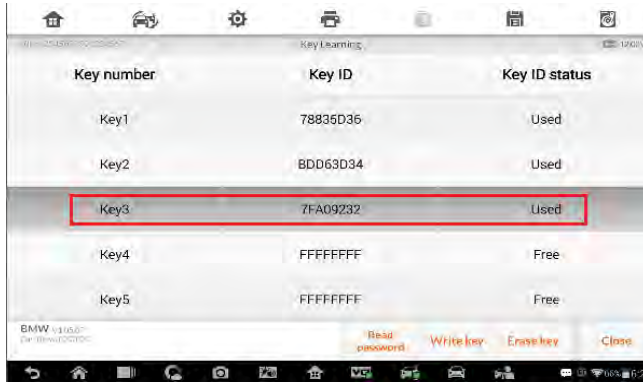 Key Learning
Key number Key ID Key ID status
Key1 78835D36 Used
Key2 BDD63D34 Used
Key3 7FA09232 Used
Key4 FFFFFFFF Free
Key5 FFFFFFFF Free
BMW
Read password Write key Erase key Close